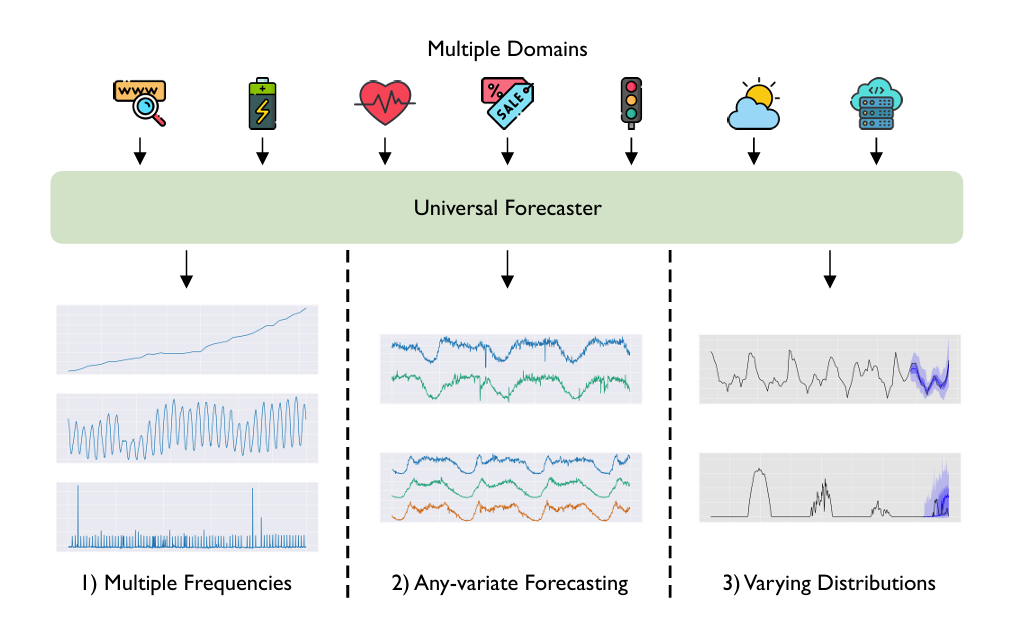 Multiple Domains
www
%
SALE
</>
Universal Forecaster
1) Multiple Frequencies
2) Any-variate Forecasting
3) Varying Distributions